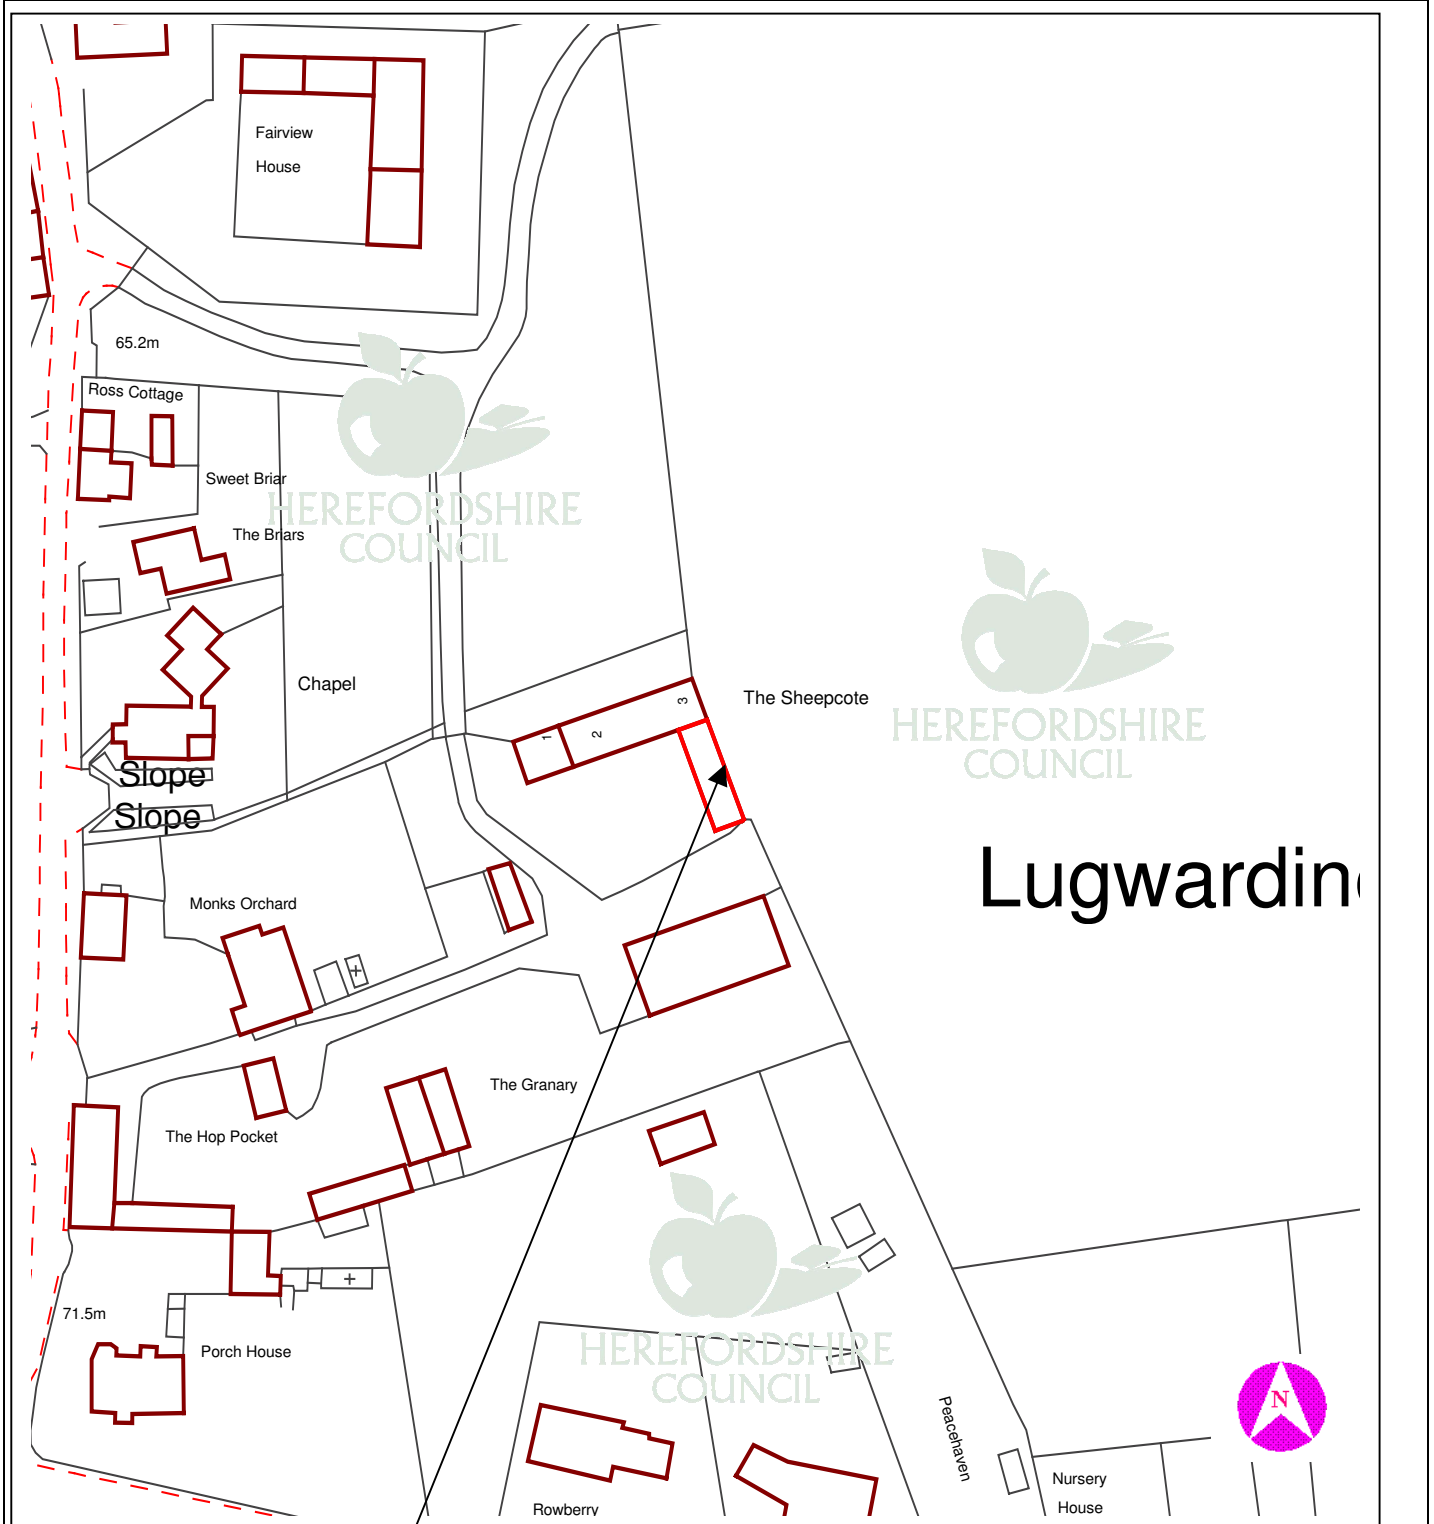 Fairview
House
65.2m
Ross Cottage
Sweet Briar
HEREFORDSHIRE
COUNCIL
The Briars
Chapel
The Sheepcote
3
2
1
HEREFORDSHIRE
COUNCIL
Slope
Slope
Lugwardin
Monks Orchard
The Granary
The Hop Pocket
71.5m
Porch House
HEREFORDSHIRE
COUNCIL
N
Peacehaven
Nursery
House
Rowberry